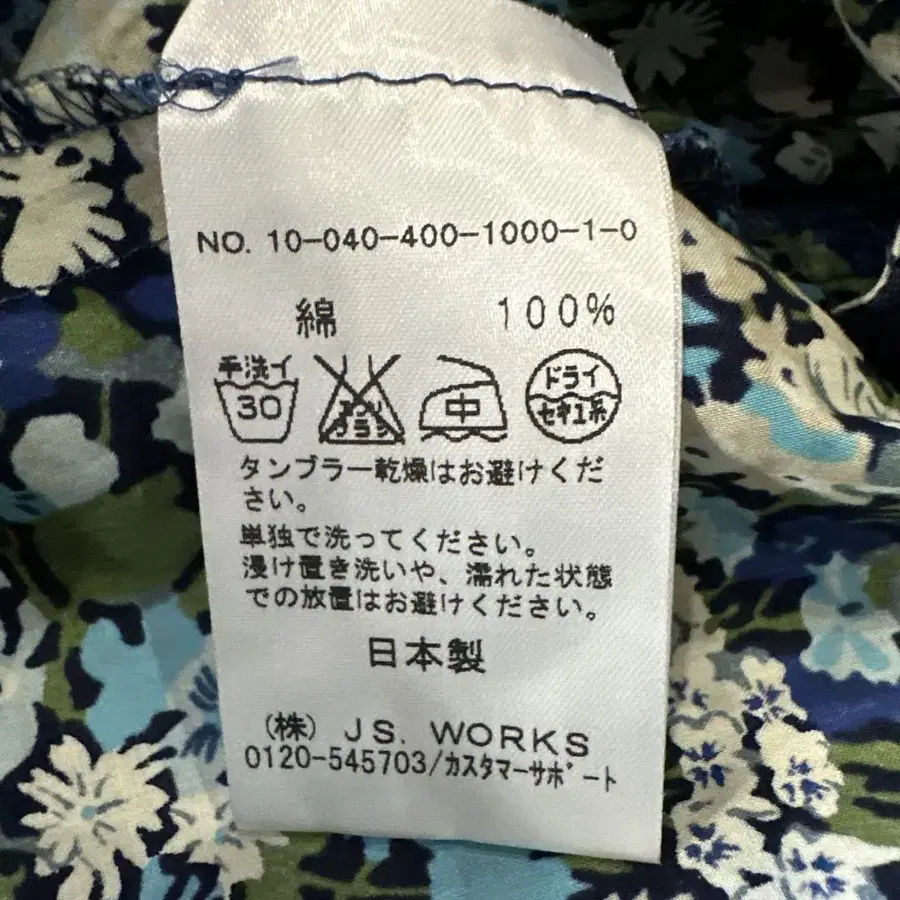 NO. 10-040-400-1000-1-0
綿 100%
手洗イ 30 エンソ サラシ 中 ドライ セキユ系
タンブラー乾燥はお避けくだ
さい。
単独で洗ってください。
浸け置き洗いや、濡れた状態
での放置はお避けください。
日本製
(株) JS. WORKS
0120-545703/カスタマーサポート